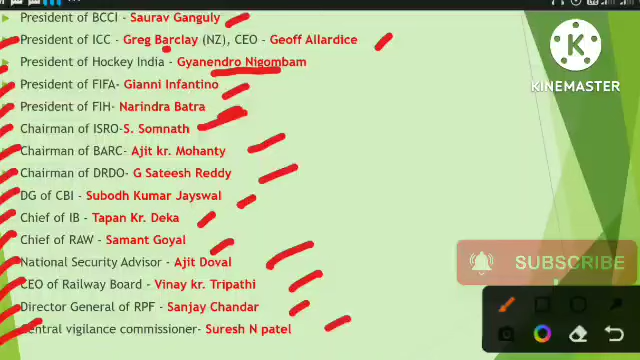 President of BCCI - Saurav Ganguly
President of ICC - Greg Barclay (NZ), CEO - Geoff Allardice
President of Hockey India - Gyanendro Nigombam
President of FIFA- Gianni Infantino
President of FIH- Narindra Batra
Chairman of ISRO-S. Somnath
Chairman of BARC- Ajit kr. Mohanty
Chairman of DRDO- G Sateesh Reddy
DG of CBI - Subodh Kumar Jayswal
Chief of IB - Tapan Kr. Deka
Chief of RAW - Samant Goyal
National Security Advisor - Ajit Doval
CEO of Railway Board - Vinay kr. Tripathi
Director General of RPF - Sanjay Chandar
Central vigilance commissioner- Suresh N patel
K
KINEMASTER
SUBSCRIBE